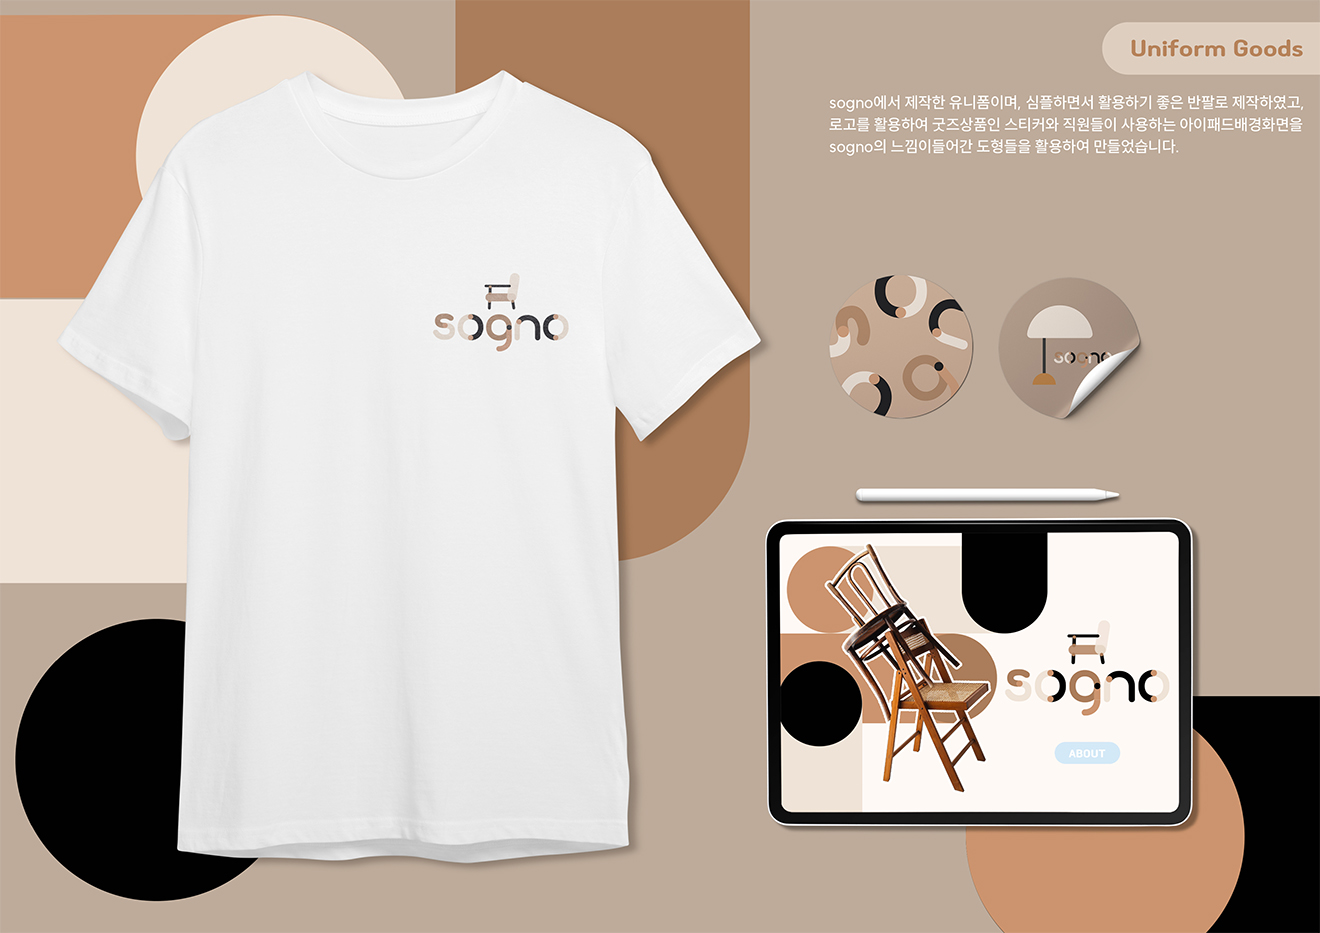 Uniform Goods
sogno에서 제작한 유니폼이며, 심플하면서 활용하기 좋은 반팔로 제작하였고,
로고를 활용하여 굿즈상품인 스티커와 직원들이 사용하는 아이패드배경화면을
sogno의 느낌이들어간 도형들을 활용하여 만들었습니다.
sogno
sogno
sogno
ABOUT